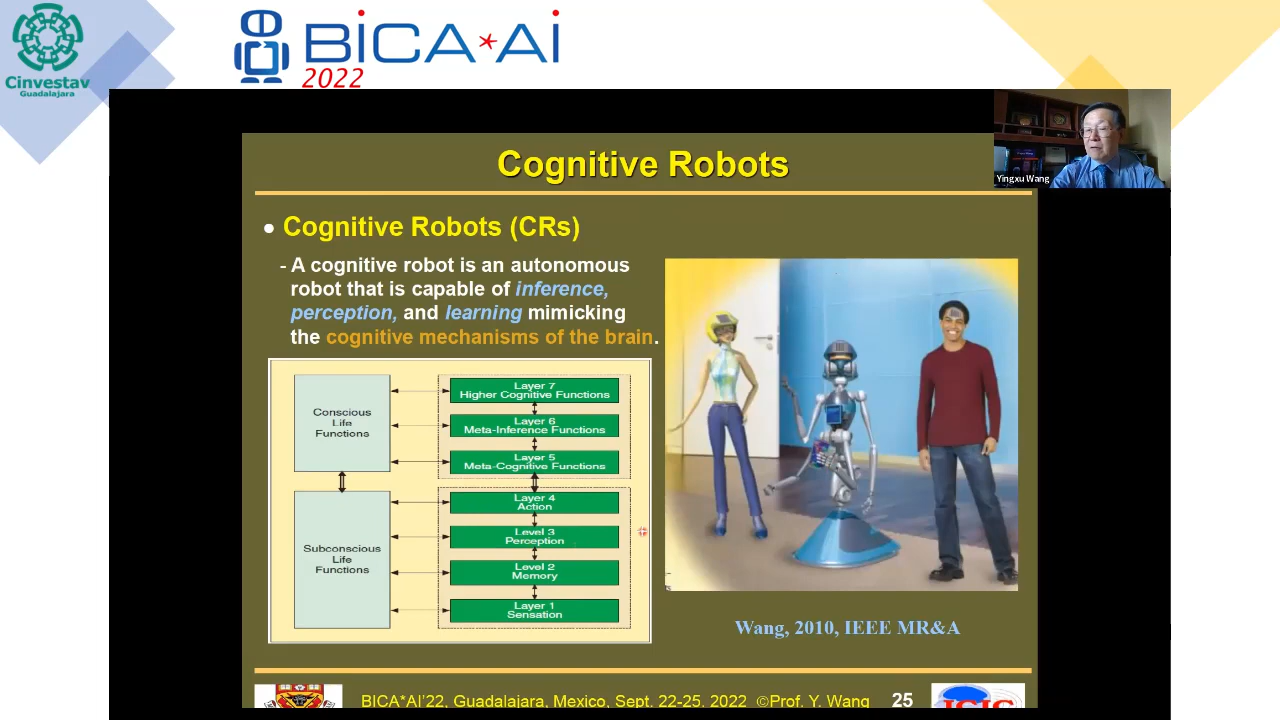 Cinvestav
Guadalajara
BiCA*Ai
2022
Yingxu Wang
Cognitive Robots
• Cognitive Robots (CRs)
- A cognitive robot is an autonomous
robot that is capable of inference,
perception, and learning mimicking
the cognitive mechanisms of the brain.
Conscious
Life
Functions
Subconscious
Life
Functions
Layer 7
Higher Cognitive Functions
Layer 6
Meta-Inference Functions
Layer 5
Meta-Cognitive Functions
Layer 4
Action
Level 3
Perception
Level 2
Memory
Layer 1
Sensation
Wang, 2010, IEEE MR&A
BICA*AI'22, Guadalajara, Mexico, Sept. 22-25, 2022 ©Prof. Y. Wang
25
ICIC